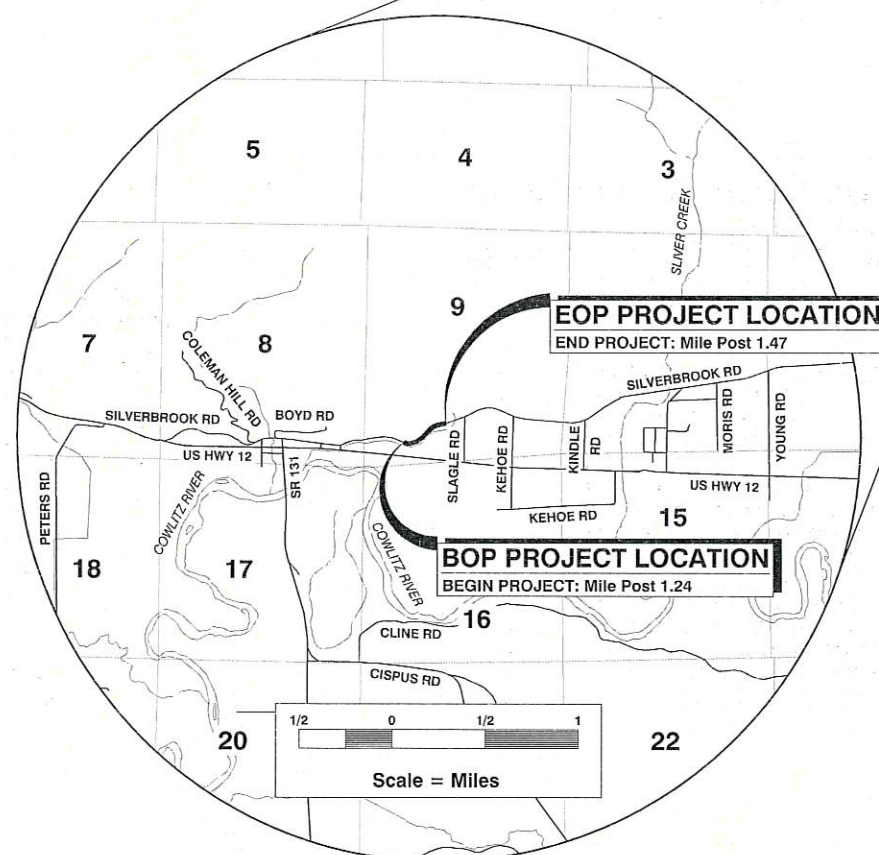 5
4
3
SLIVER CREEK
9
EOP PROJECT LOCATION
END PROJECT: Mile Post 1.47
7
8
COLEMAN HILL RD
SILVERBROOK RD
SILVERBROOK RD
BOYD RD
US HWY 12
SR 131
SLAGLE RD
KEHOE RD
KINDLE RD
MORIS RD
YOUNG RD
US HWY 12
PETERS RD
COWLITZ RIVER
KEHOE RD
15
BOP PROJECT LOCATION
BEGIN PROJECT: Mile Post 1.24
18
17
COWLITZ RIVER
16
CLINE RD
CISPUS RD
20
22
1/2 0 1/2 1
Scale = Miles